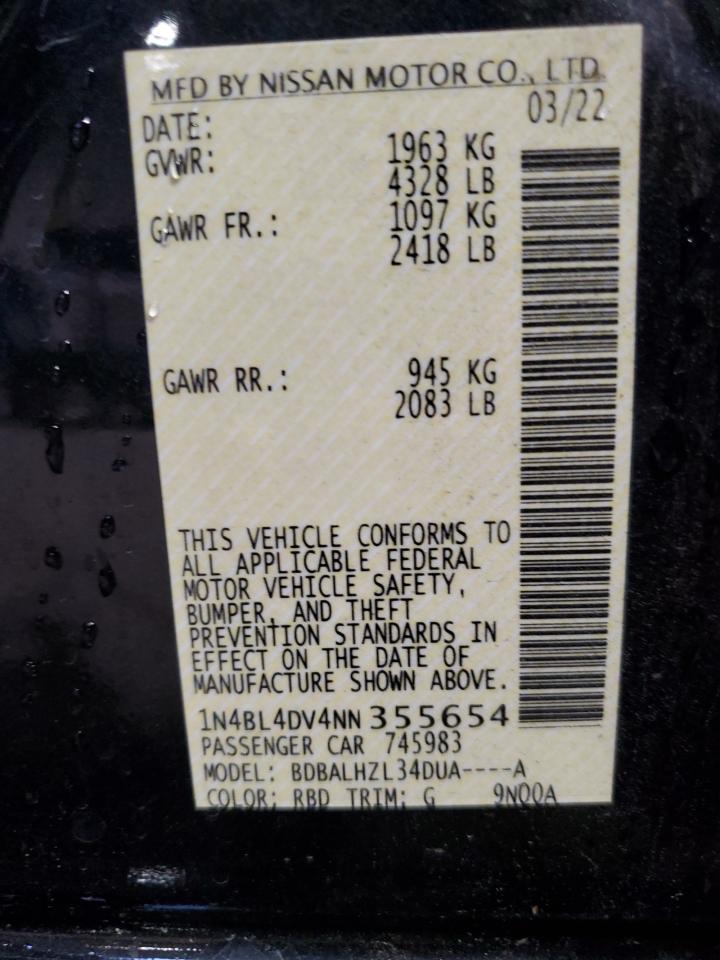 MFD BY NISSAN MOTOR CO., LTD.
DATE: 03/22
GVWR: 1963 KG
4328 LB
GAWR FR.: 1097 KG
2418 LB
GAWR RR.: 945 KG
2083 LB
THIS VEHICLE CONFORMS TO
ALL APPLICABLE FEDERAL
MOTOR VEHICLE SAFETY,
BUMPER, AND THEFT
PREVENTION STANDARDS IN
EFFECT ON THE DATE OF
MANUFACTURE SHOWN ABOVE.
1N4BL4DV4NN355654
PASSENGER CAR 745983
MODEL: BDBALHZL34DUA----A
COLOR: RBD TRIM: G 9NQQA